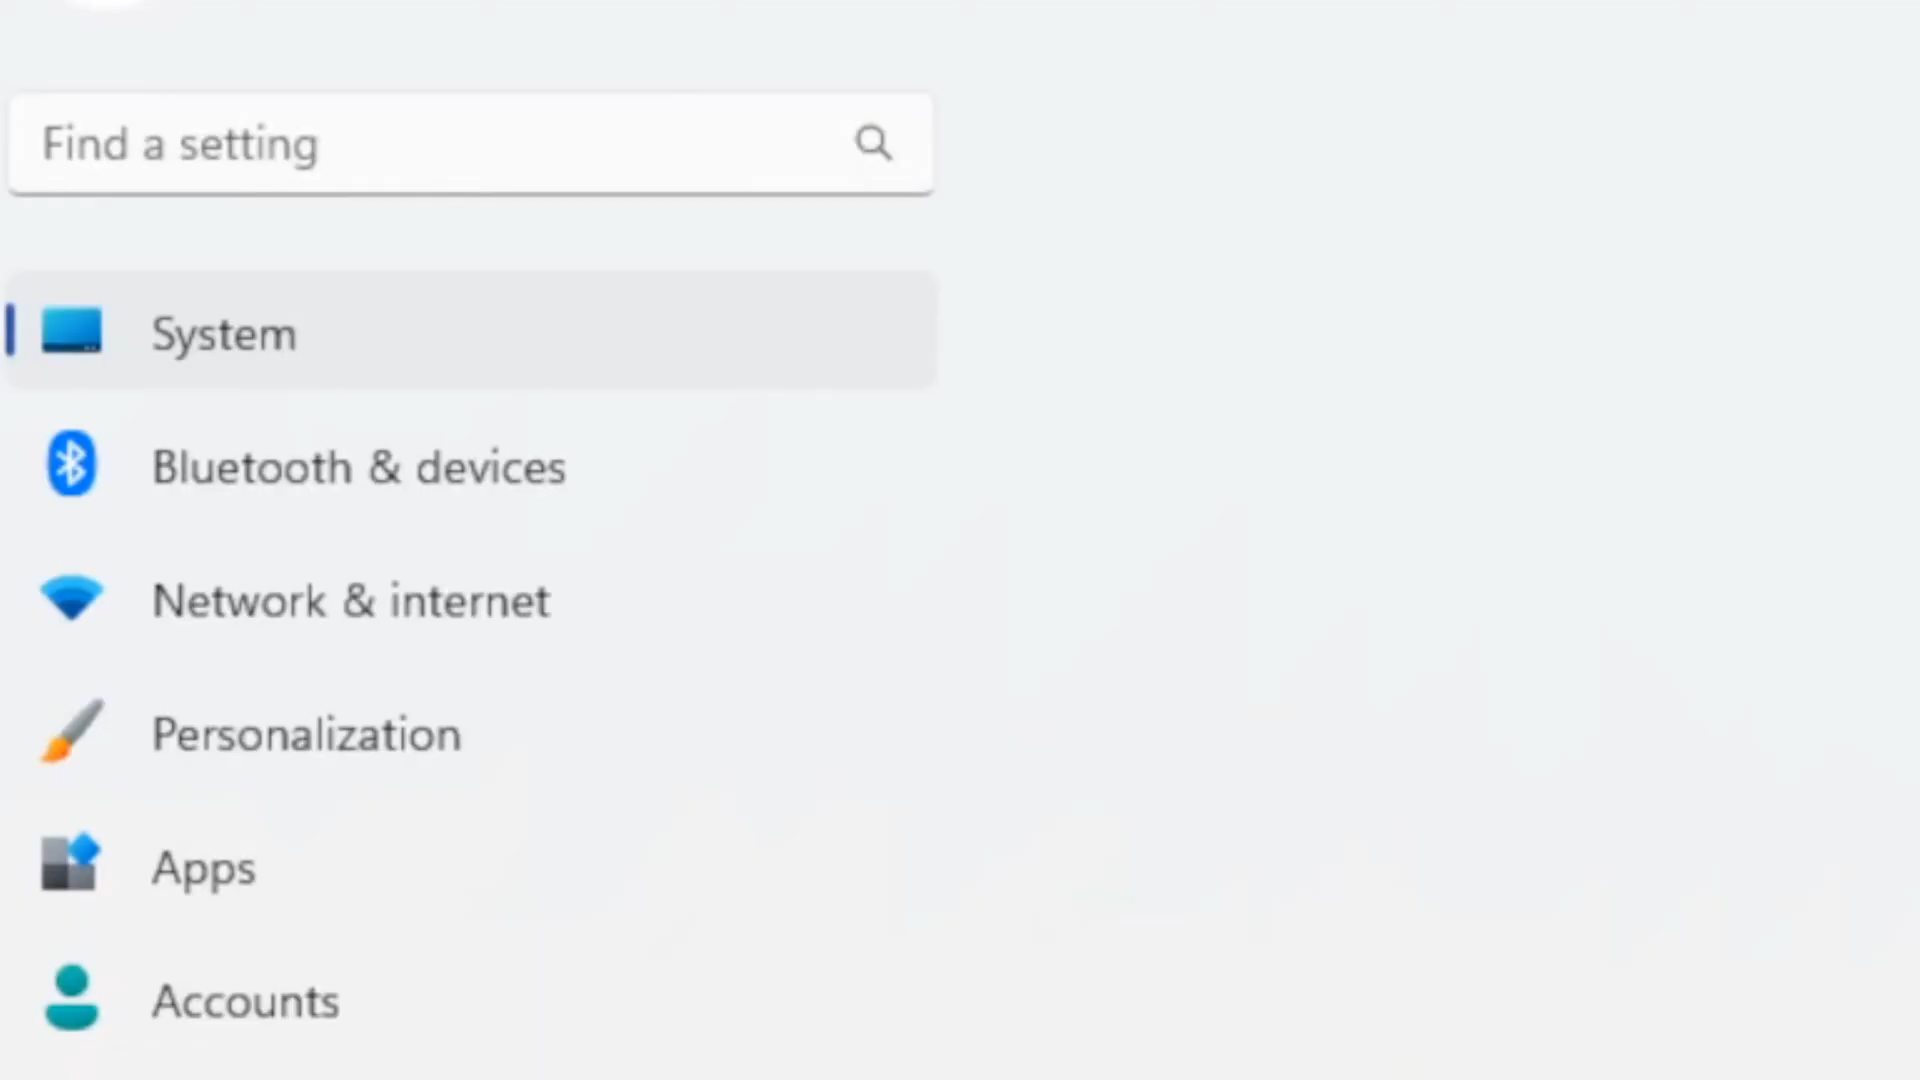 Find a setting
System
Bluetooth & devices
Network & internet
Personalization
Apps
Accounts